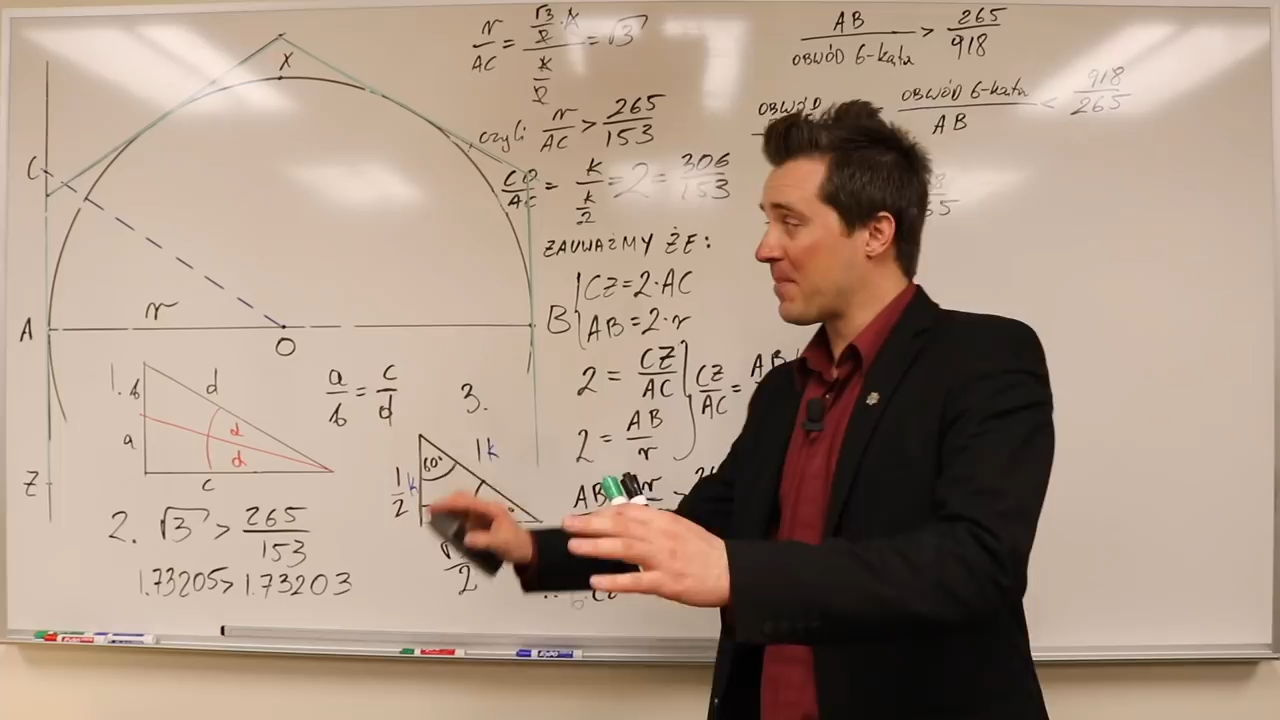 X
C
A
r
O
B
Z
1.
b
a
d
c
α
α
a/b = c/d
2. √3 > 265/153
1.73205 > 1.73203
3.
60°
1k
1/2 k
r/AC = (√3/2 · k)/(k/2) = √3
czyli r/AC > 265/153
CO/AC = k/(k/2) = 2 = 306/153
ZAUWAŻMY ŻE:
CZ = 2·AC
AB = 2·r
2 = CZ/AC
2 = AB/r
CZ/AC =
AB/OBWÓD 6-kąta > 265/918
OBWÓD
OBWÓD 6-kąta/AB < 918/265